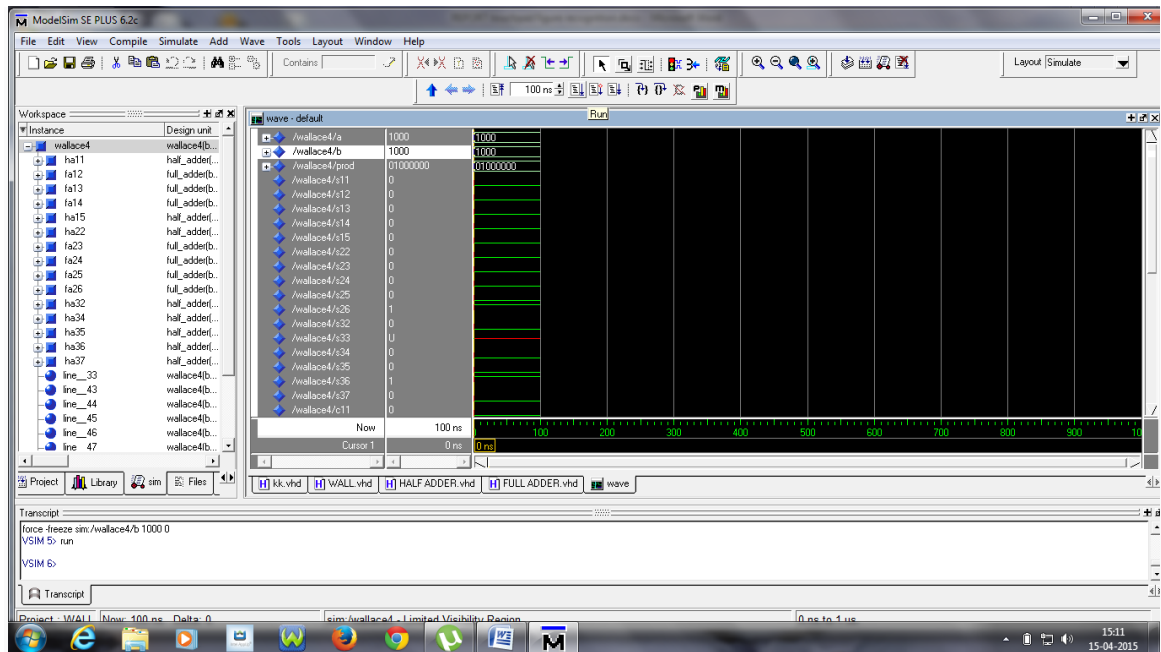 ModelSim SE PLUS 6.2c
File Edit View Compile Simulate Add Wave Tools Layout Window Help
Contains
Layout Simulate
100 ns
Run
Workspace
Instance Design unit
wallace4 wallace4(b...
ha11 half_adder(...
fa12 full_adder(b..
fa13 full_adder(b..
fa14 full_adder(b..
ha15 half_adder(...
ha22 half_adder(...
fa23 full_adder(b..
fa24 full_adder(b..
fa25 full_adder(b..
fa26 full_adder(b..
ha32 half_adder(...
ha34 half_adder(...
ha35 half_adder(...
ha36 half_adder(...
ha37 half_adder(...
line__33 wallace4(b...
line__43 wallace4(b...
line__44 wallace4(b...
line__45 wallace4(b...
line__46 wallace4(b...
line__47 wallace4(b...
Project Library sim Files
wave - default
/wallace4/a 1000 1000
/wallace4/b 1000 1000
/wallace4/prod 01000000 01000000
/wallace4/s11 0
/wallace4/s12 0
/wallace4/s13 0
/wallace4/s14 0
/wallace4/s15 0
/wallace4/s22 0
/wallace4/s23 0
/wallace4/s24 0
/wallace4/s25 0
/wallace4/s26 1
/wallace4/s32 0
/wallace4/s33 U
/wallace4/s34 0
/wallace4/s35 0
/wallace4/s36 1
/wallace4/s37 0
/wallace4/c11 0
Now 100 ns 100 200 300 400 500 600 700 800 900 10
Cursor 1 0 ns 0 ns
kk.vhd WALL.vhd HALF ADDER.vhd FULL ADDER.vhd wave
Transcript
force -freeze sim:/wallace4/b 1000 0
VSIM 5> run
VSIM 6>
Transcript
Project : WALL Now: 100 ns Delta: 0 sim:/wallace4 - Limited Visibility Region 0 ns to 1 us
15:11
15-04-2015